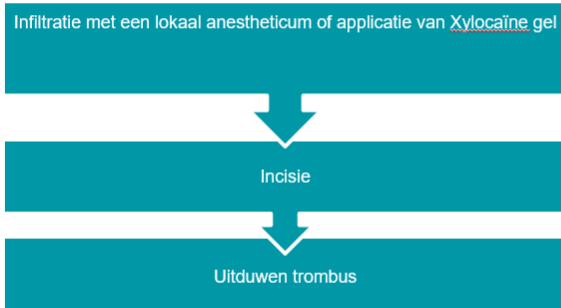 Infiltratie met een lokaal anestheticum of applicatie van Xylocaïne gel
Incisie
Uitduwen trombus